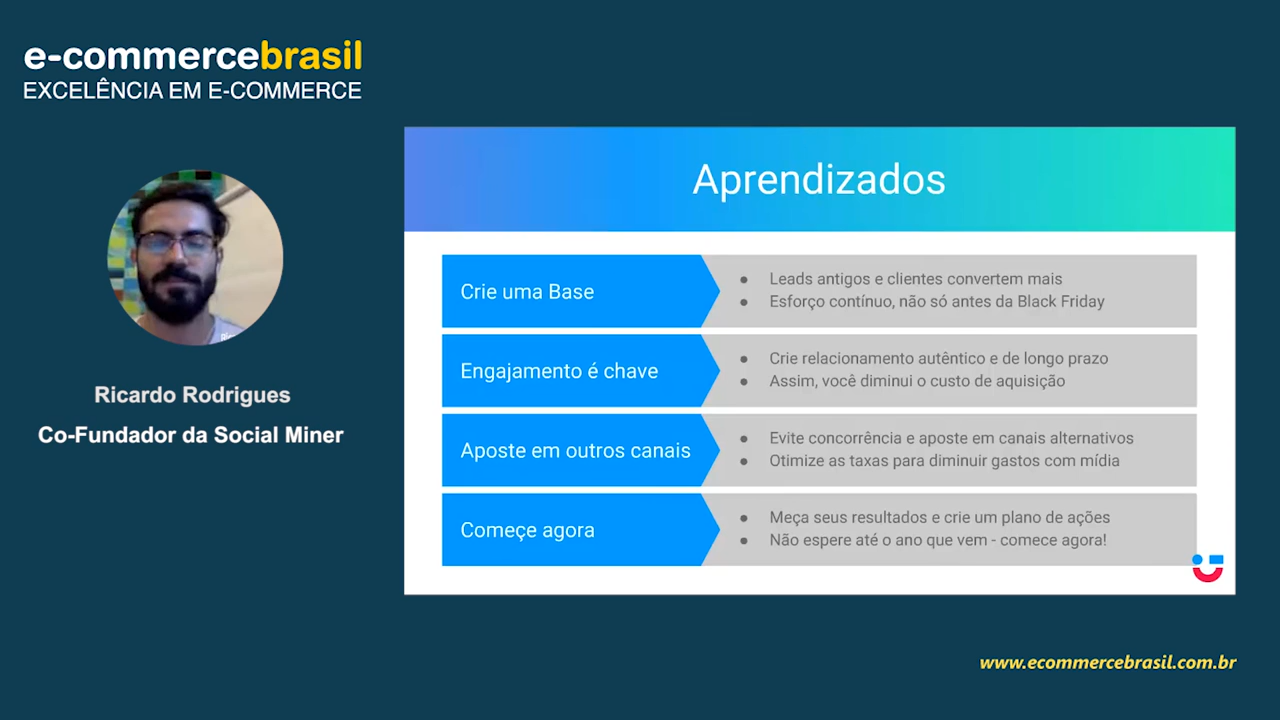 e-commercebrasil
EXCELÊNCIA EM E-COMMERCE
Ricardo Rodrigues
Co-Fundador da Social Miner
Aprendizados
Crie uma Base
● Leads antigos e clientes convertem mais
● Esforço contínuo, não só antes da Black Friday
Engajamento é chave
● Crie relacionamento autêntico e de longo prazo
● Assim, você diminui o custo de aquisição
Aposte em outros canais
● Evite concorrência e aposte em canais alternativos
● Otimize as taxas para diminuir gastos com mídia
Começe agora
● Meça seus resultados e crie um plano de ações
● Não espere até o ano que vem - comece agora!
www.ecommercebrasil.com.br